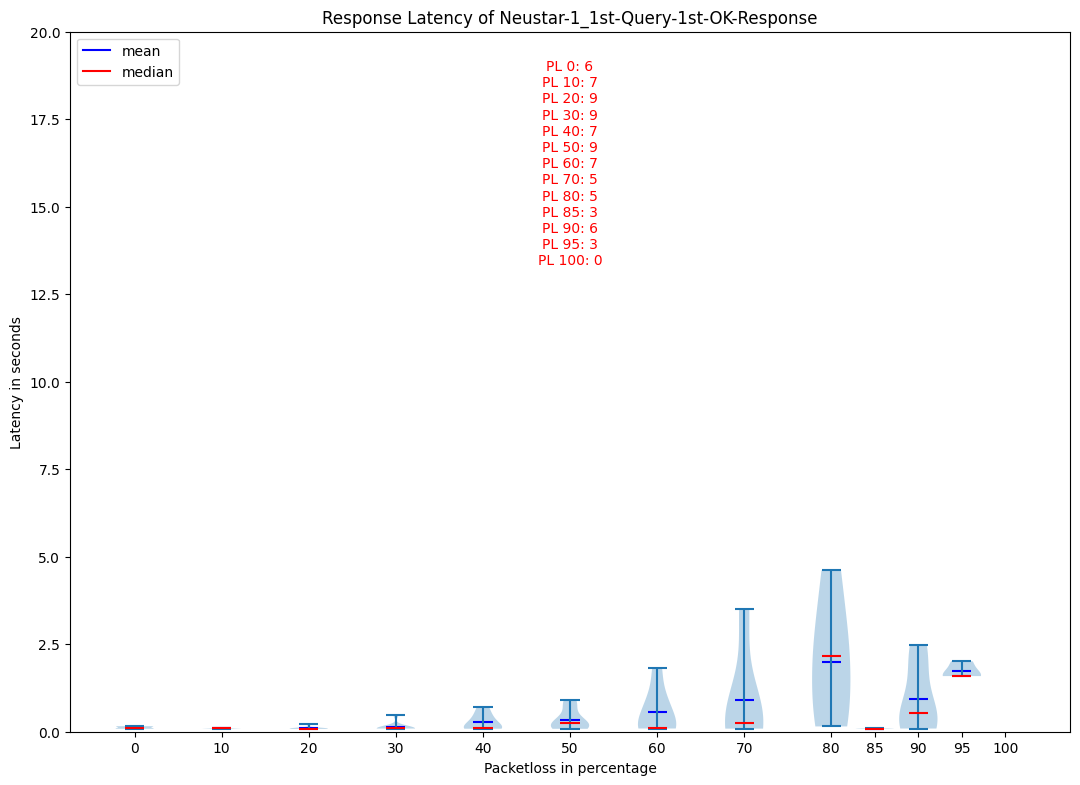 Response Latency of Neustar-1_1st-Query-1st-OK-Response
mean
median
PL 0: 6
PL 10: 7
PL 20: 9
PL 30: 9
PL 40: 7
PL 50: 9
PL 60: 7
PL 70: 5
PL 80: 5
PL 85: 3
PL 90: 6
PL 95: 3
PL 100: 0
Latency in seconds
20.0
17.5
15.0
12.5
10.0
7.5
5.0
2.5
0.0
0 10 20 30 40 50 60 70 80 85 90 95 100
Packetloss in percentage